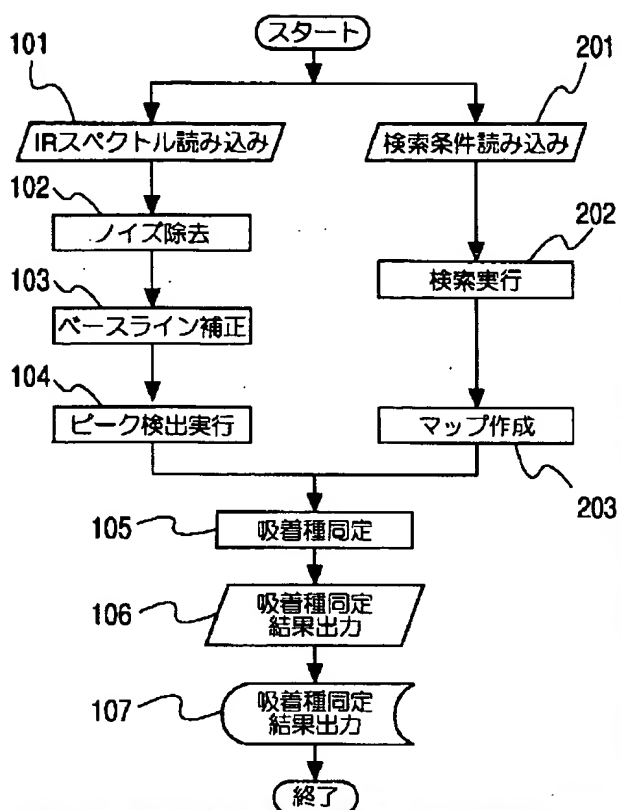 スタート
101
201
IRスペクトル読み込み
検索条件読み込み
102
ノイズ除去
202
検索実行
103
ベースライン補正
104
ピーク検出実行
マップ作成
203
105
吸着種同定
106
吸着種同定
結果出力
107
吸着種同定
結果出力
終了